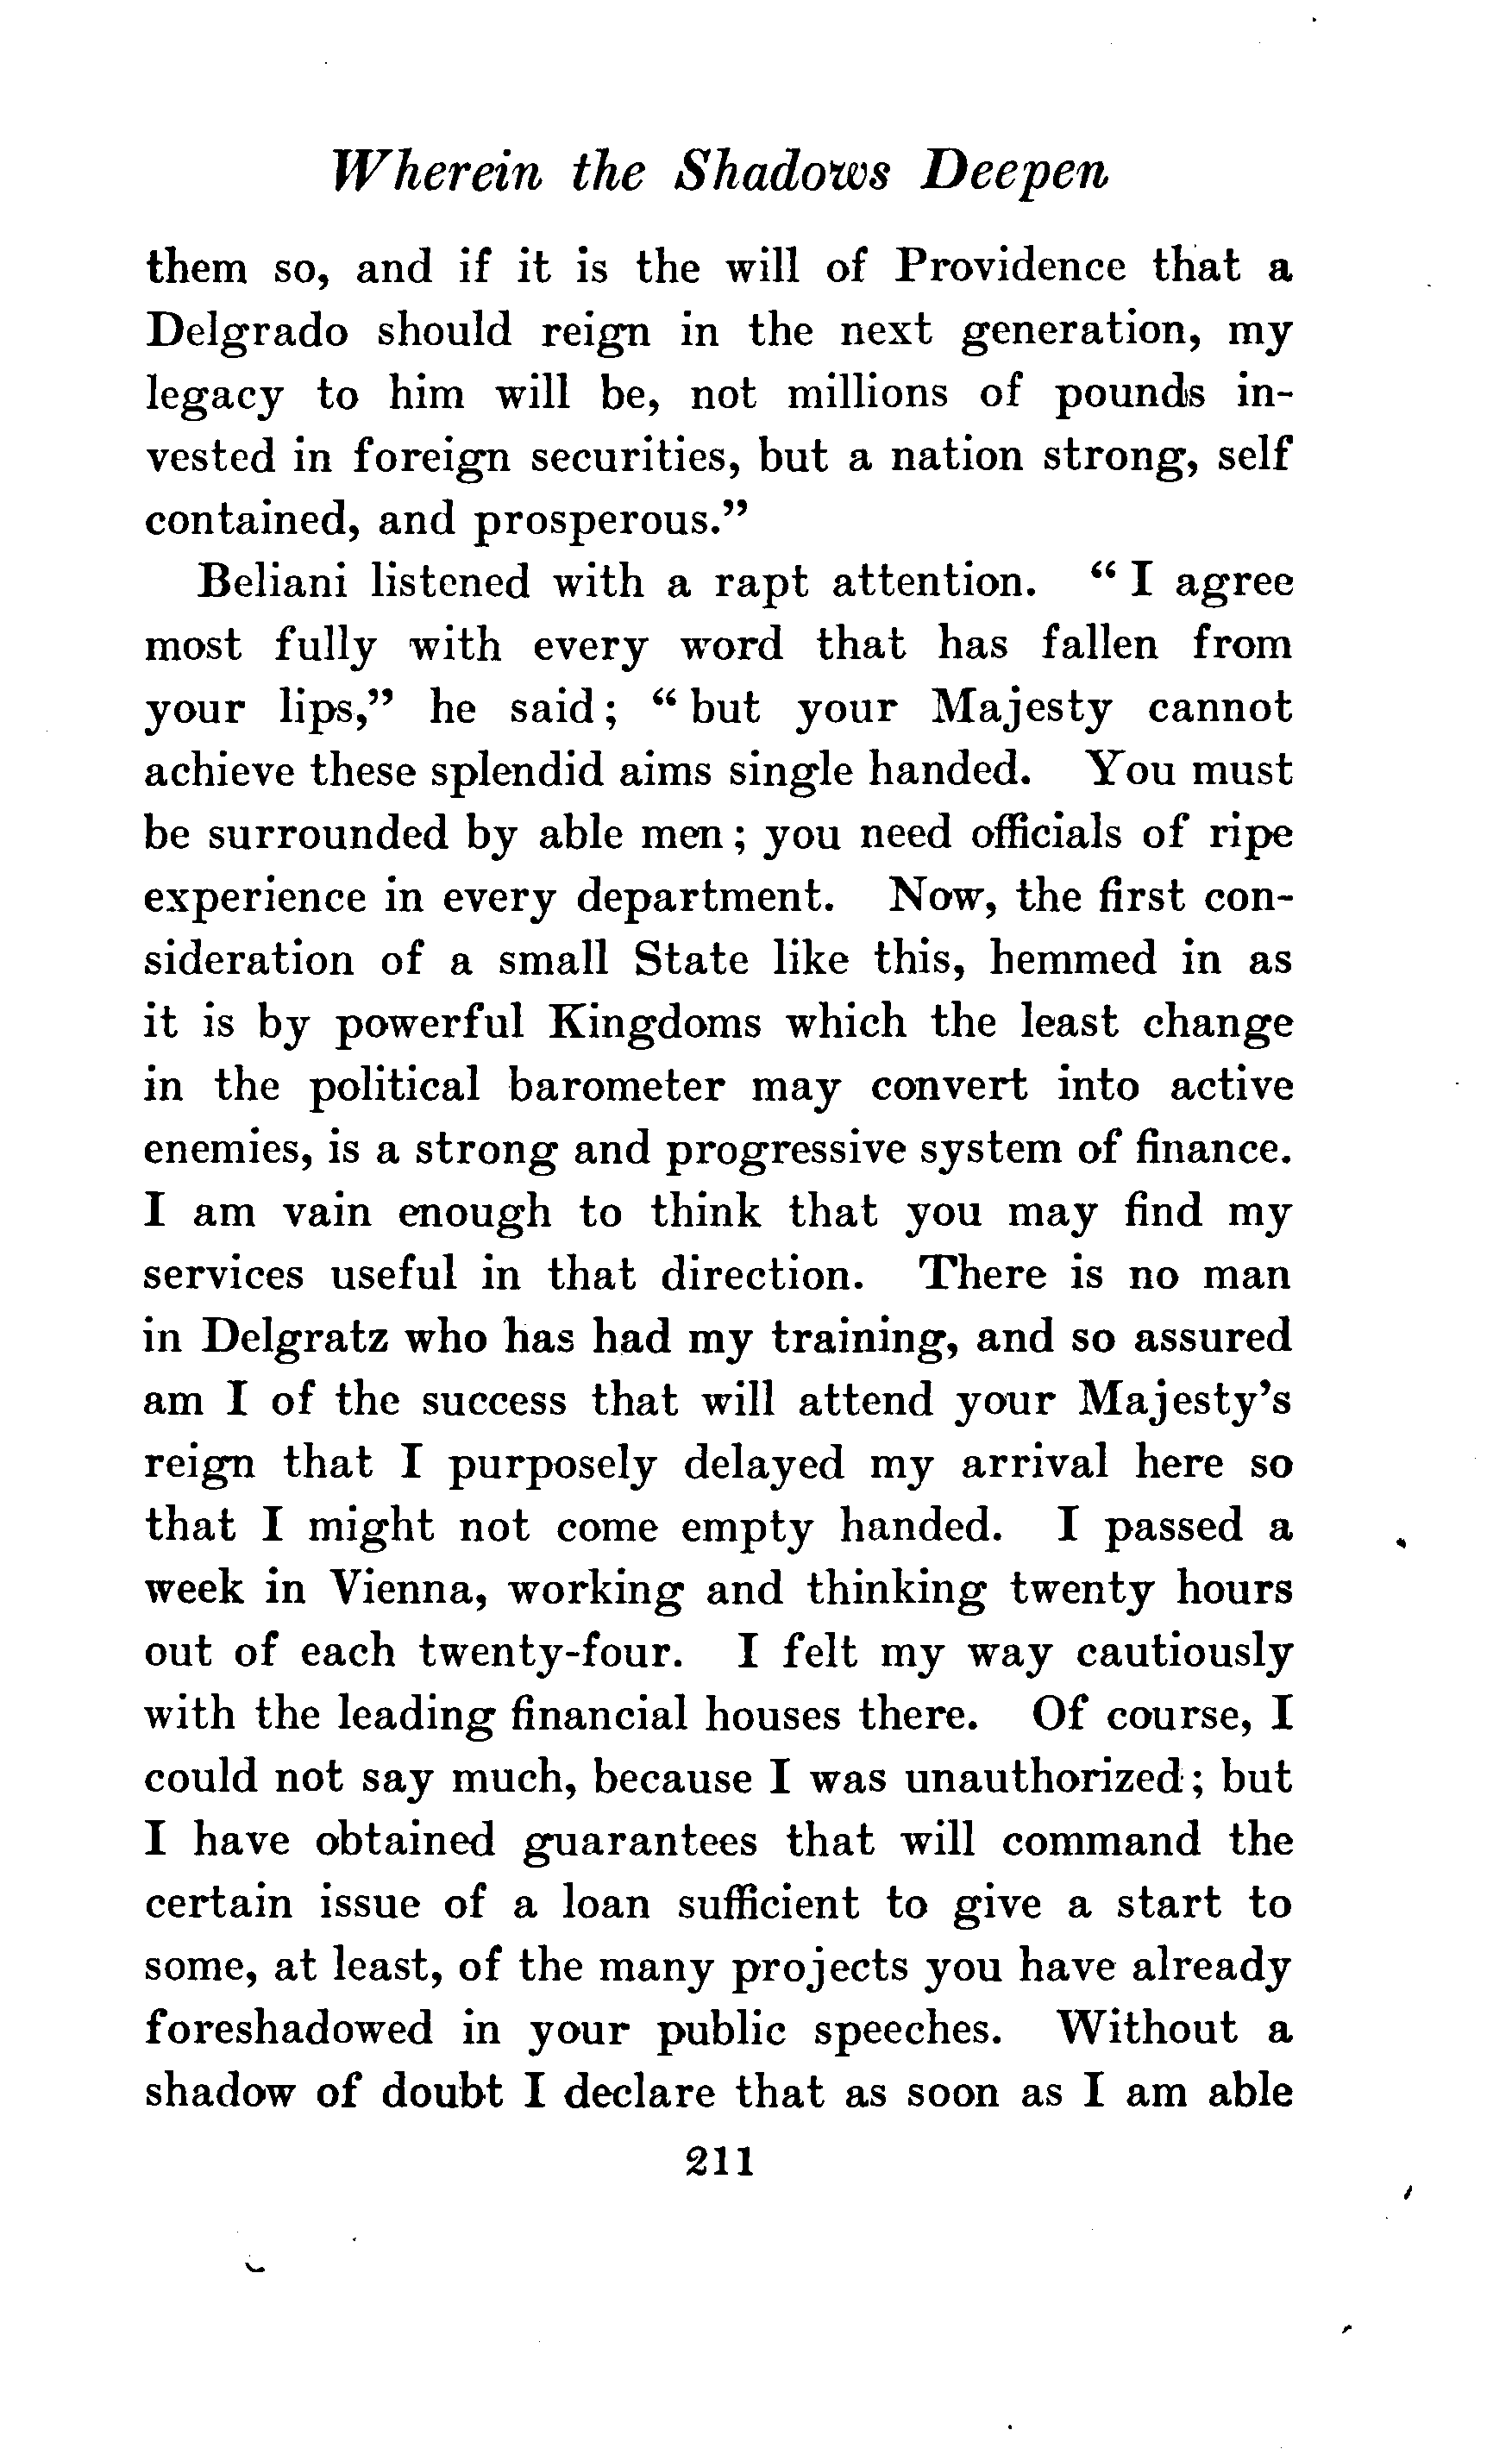 Wherein the Shadows Deepen
them so, and if it is the will of Providence that a
Delgrado should reign in the next generation, my
legacy to him will be, not millions of pounds in-
vested in foreign securities, but a nation strong, self
contained, and prosperous.”
Beliani listened with a rapt attention. “ I agree
most fully with every word that has fallen from
your lips,” he said; “ but your Majesty cannot
achieve these splendid aims single handed. You must
be surrounded by able men; you need officials of ripe
experience in every department. Now, the first con-
sideration of a small State like this, hemmed in as
it is by powerful Kingdoms which the least change
in the political barometer may convert into active
enemies, is a strong and progressive system of finance.
I am vain enough to think that you may find my
services useful in that direction. There is no man
in Delgratz who has had my training, and so assured
am I of the success that will attend your Majesty’s
reign that I purposely delayed my arrival here so
that I might not come empty handed. I passed a
week in Vienna, working and thinking twenty hours
out of each twenty-four. I felt my way cautiously
with the leading financial houses there. Of course, I
could not say much, because I was unauthorized; but
I have obtained guarantees that will command the
certain issue of a loan sufficient to give a start to
some, at least, of the many projects you have already
foreshadowed in your public speeches. Without a
shadow of doubt I declare that as soon as I am able
211